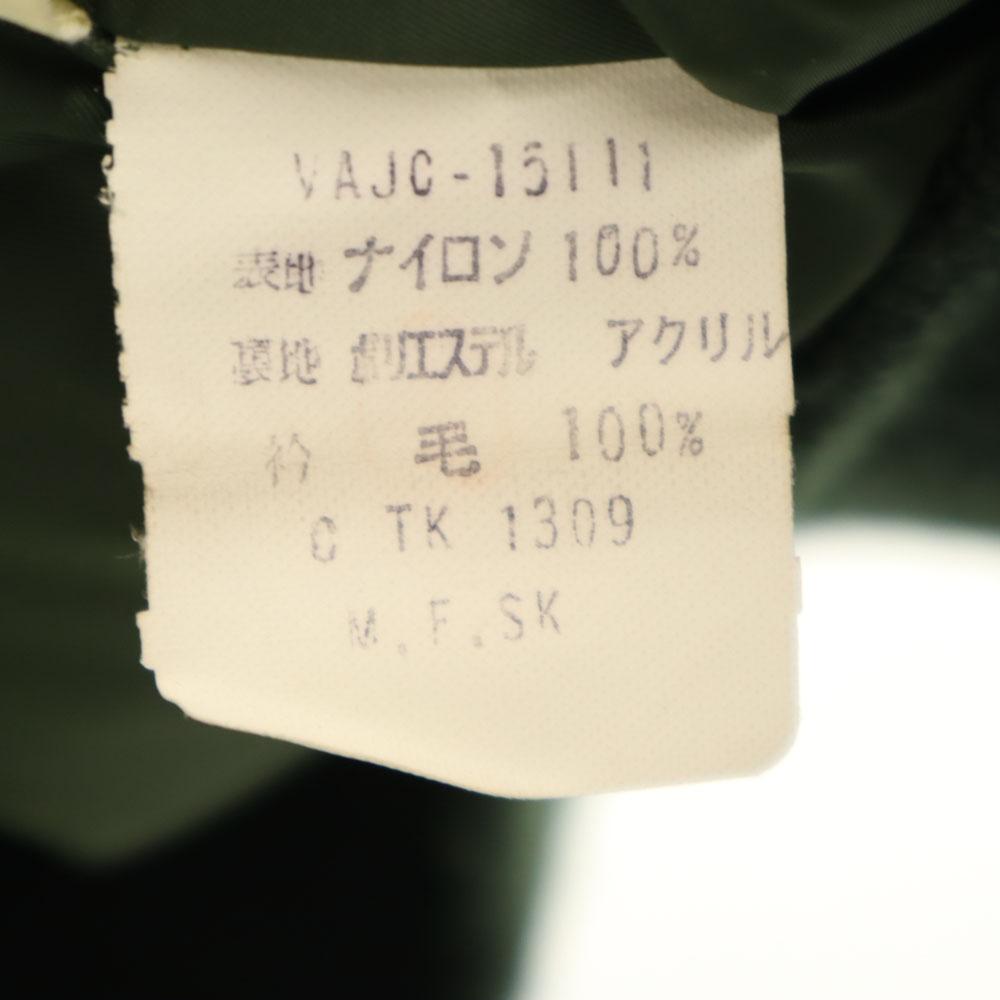 VAJC-15111
表地 ナイロン 100%
裏地 ポリエステル アクリル
衿 毛 100%
C TK 1309
M.F.SK